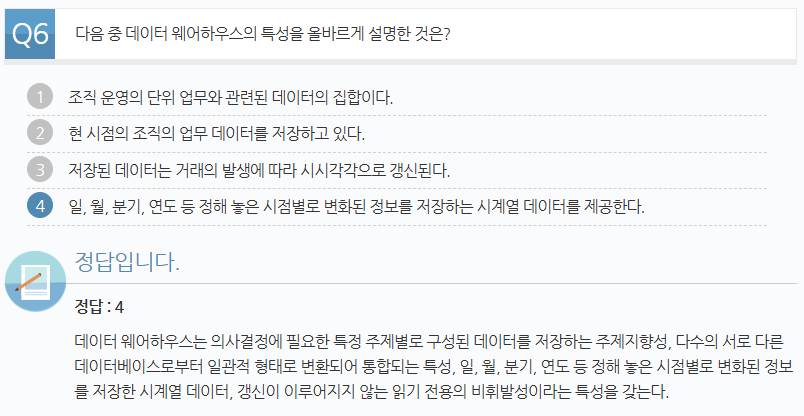 Q6 다음 중 데이터 웨어하우스의 특성을 올바르게 설명한 것은?
1 조직 운영의 단위 업무와 관련된 데이터의 집합이다.
2 현 시점의 조직의 업무 데이터를 저장하고 있다.
3 저장된 데이터는 거래의 발생에 따라 시시각각으로 갱신된다.
4 일, 월, 분기, 연도 등 정해 놓은 시점별로 변화된 정보를 저장하는 시계열 데이터를 제공한다.
정답입니다.
정답 : 4
데이터 웨어하우스는 의사결정에 필요한 특정 주제별로 구성된 데이터를 저장하는 주제지향성, 다수의 서로 다른
데이터베이스로부터 일관적 형태로 변환되어 통합되는 특성, 일, 월, 분기, 연도 등 정해 놓은 시점별로 변화된 정보
를 저장한 시계열 데이터, 갱신이 이루어지지 않는 읽기 전용의 비휘발성이라는 특성을 갖는다.